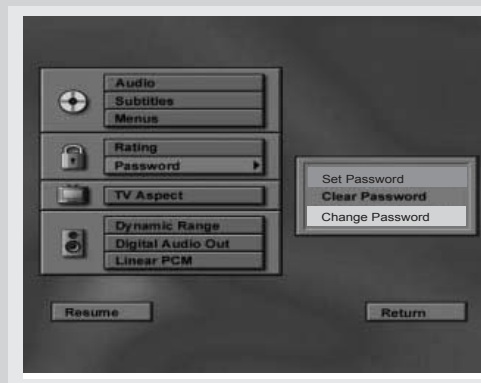 Audio
Subtitles
Menus
Rating
Password
TV Aspect
Dynamic Range
Digital Audio Out
Linear PCM
Set Password
Clear Password
Change Password
Resume
Return